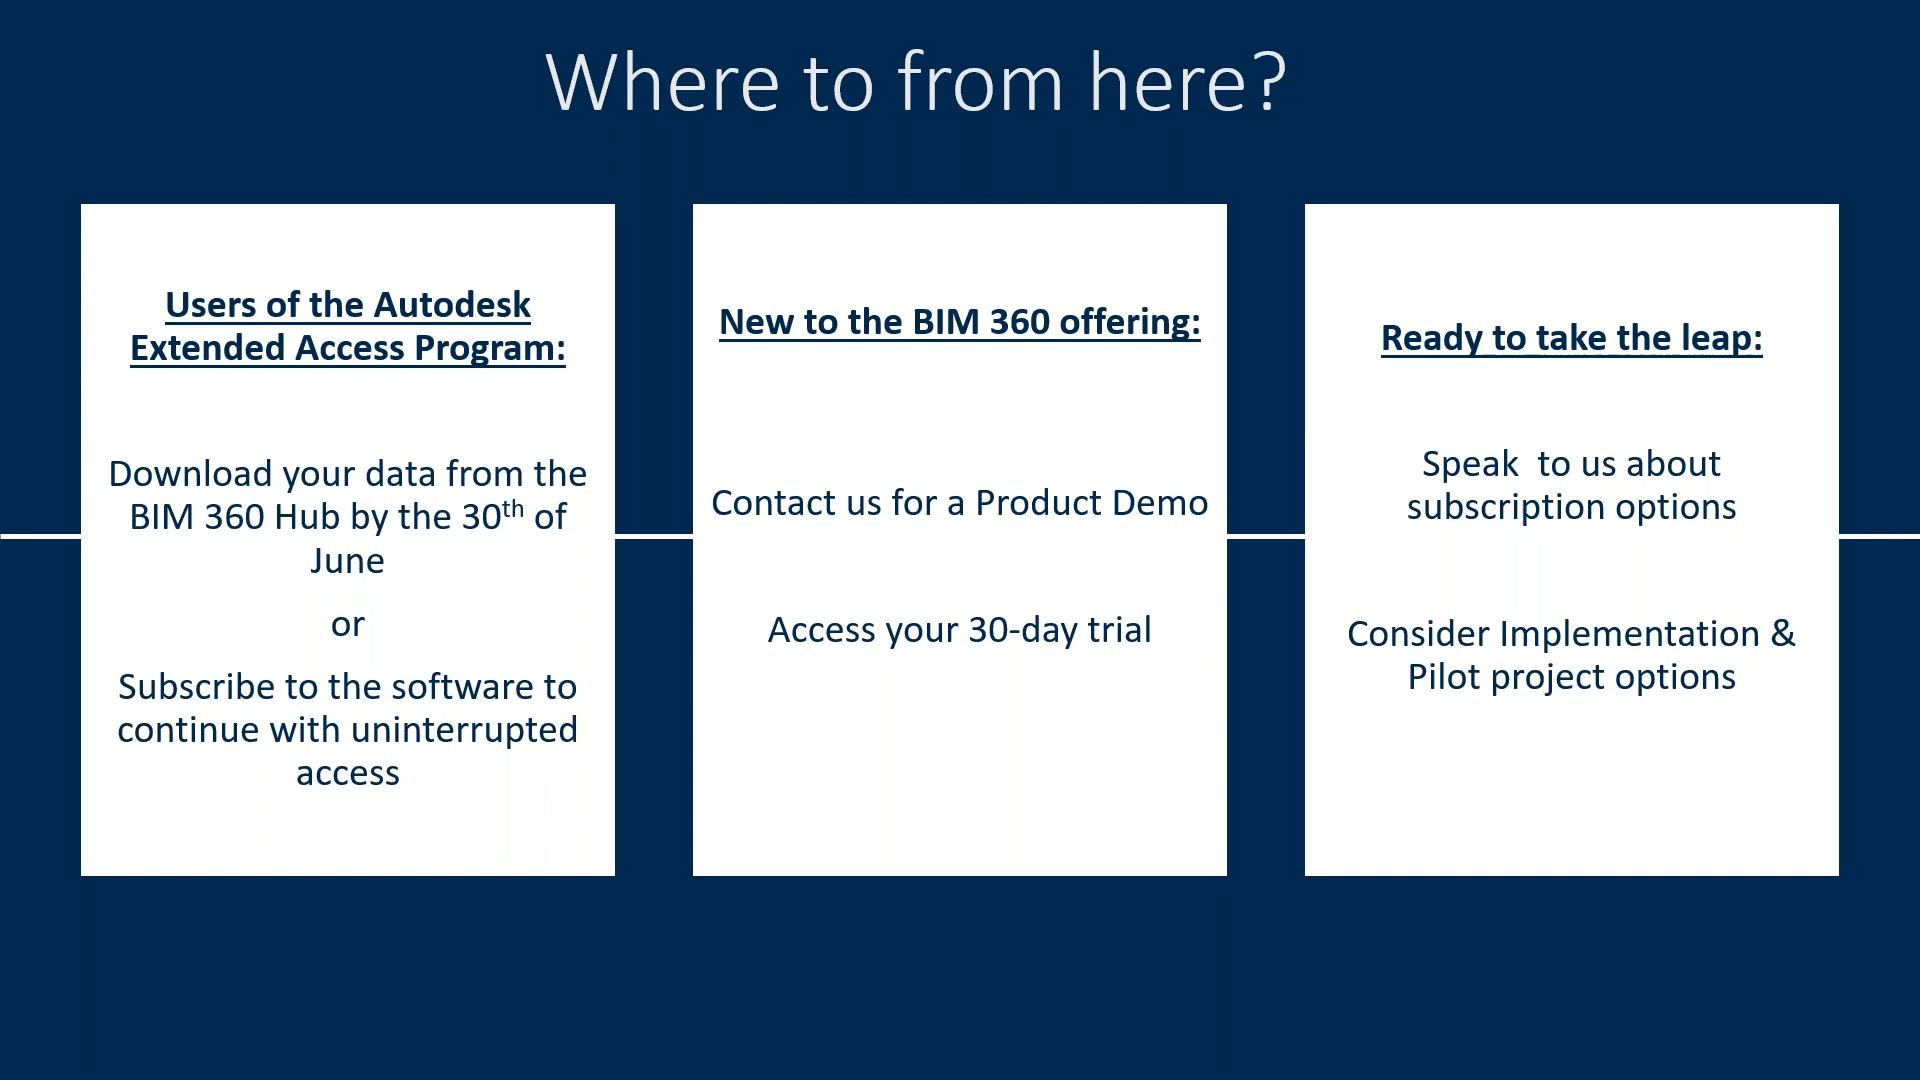 Where to from here?
Users of the Autodesk
Extended Access Program:
Download your data from the
BIM 360 Hub by the 30th of
June
or
Subscribe to the software to
continue with uninterrupted
access
New to the BIM 360 offering:
Contact us for a Product Demo
Access your 30-day trial
Ready to take the leap:
Speak  to us about
subscription options
Consider Implementation &
Pilot project options